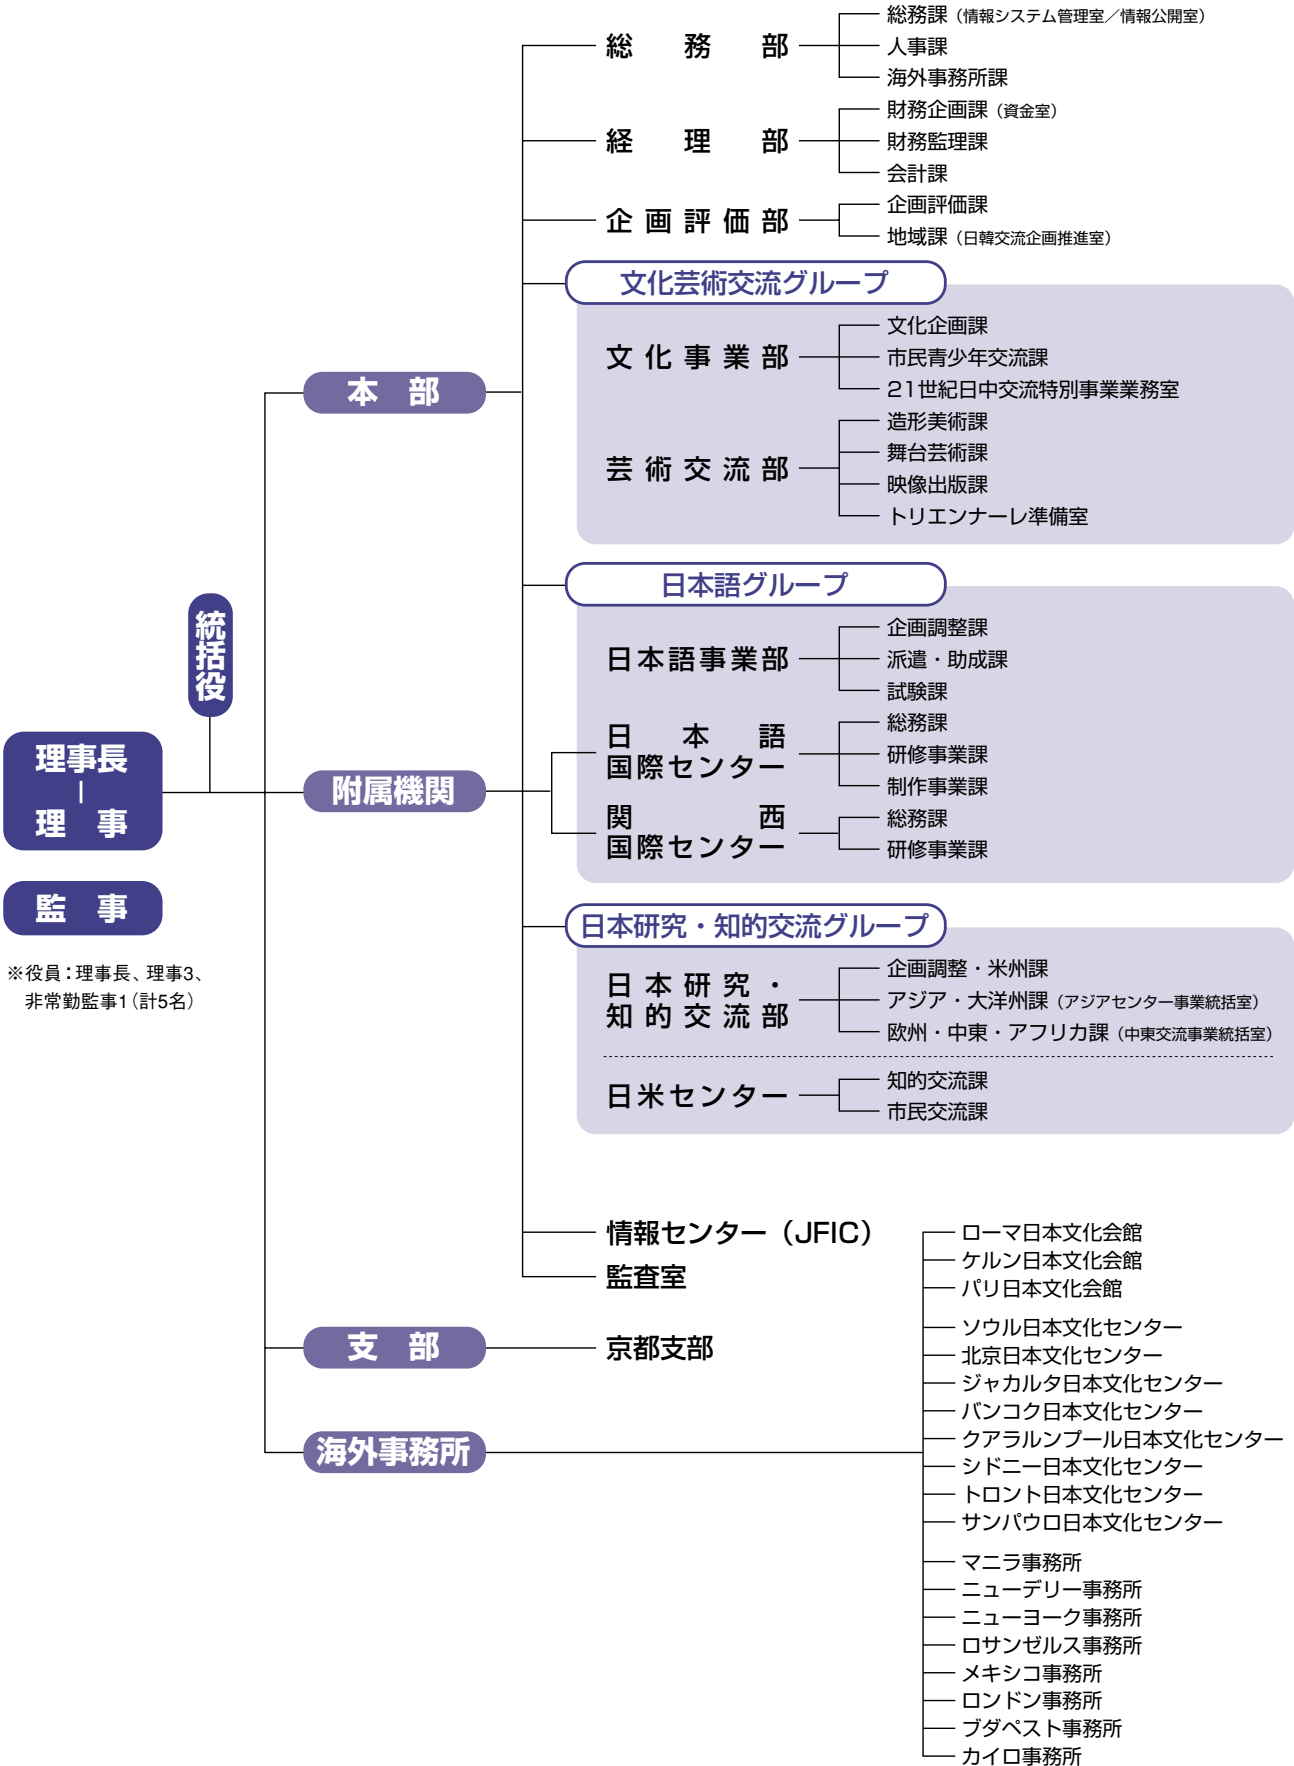 総務部
総務課（情報システム管理室／情報公開室）
人事課
海外事務所課
経理部
財務企画課（資金室）
財務監理課
会計課
企画評価部
企画評価課
地域課（日韓交流企画推進室）
文化芸術交流グループ
文化事業部
文化企画課
市民青少年交流課
21世紀日中交流特別事業業務室
本部
芸術交流部
造形美術課
舞台芸術課
映像出版課
トリエンナーレ準備室
日本語グループ
日本語事業部
企画調整課
派遣・助成課
試験課
統括役
理事長
理事
監事
※役員：理事長、理事3、
非常勤監事1（計5名）
附属機関
日本語
国際センター
総務課
研修事業課
制作事業課
関西
国際センター
総務課
研修事業課
日本研究・知的交流グループ
日本研究・
知的交流部
企画調整・米州課
アジア・大洋州課（アジアセンター事業統括室）
欧州・中東・アフリカ課（中東交流事業統括室）
日米センター
知的交流課
市民交流課
情報センター（JFIC）
監査室
支部
京都支部
海外事務所
ローマ日本文化会館
ケルン日本文化会館
パリ日本文化会館
ソウル日本文化センター
北京日本文化センター
ジャカルタ日本文化センター
バンコク日本文化センター
クアラルンプール日本文化センター
シドニー日本文化センター
トロント日本文化センター
サンパウロ日本文化センター
マニラ事務所
ニューデリー事務所
ニューヨーク事務所
ロサンゼルス事務所
メキシコ事務所
ロンドン事務所
ブダペスト事務所
カイロ事務所